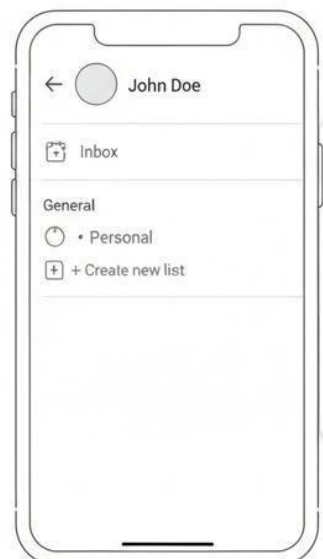 John Doe
Inbox
General
• Personal
+ Create new list